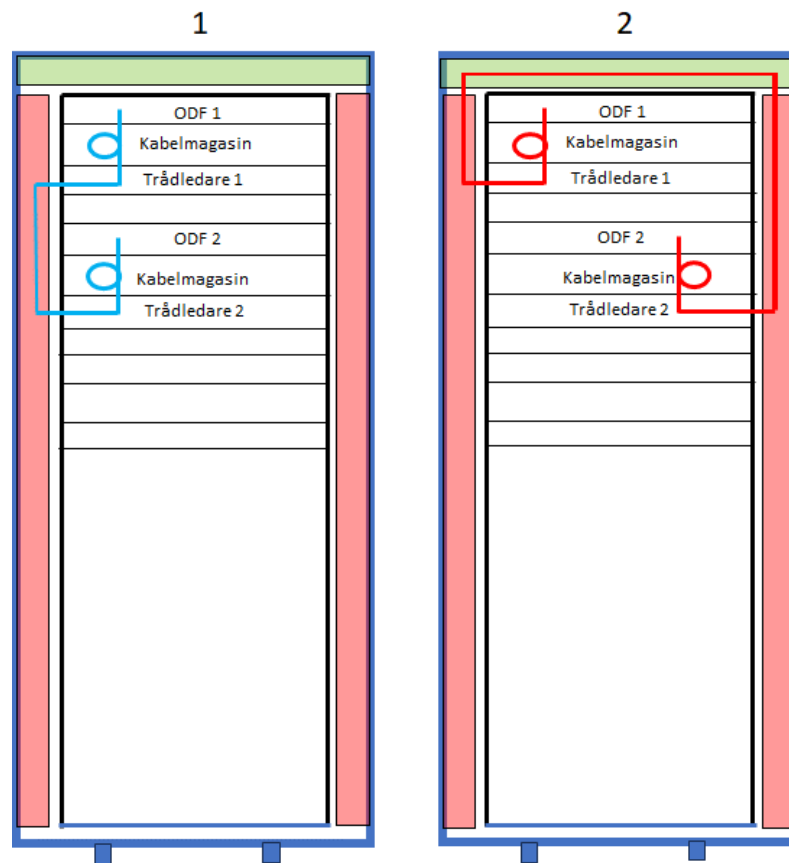 1
ODF 1
Kabelmagasin
Trådledare 1
ODF 2
Kabelmagasin
Trådledare 2
2
ODF 1
Kabelmagasin
Trådledare 1
ODF 2
Kabelmagasin
Trådledare 2